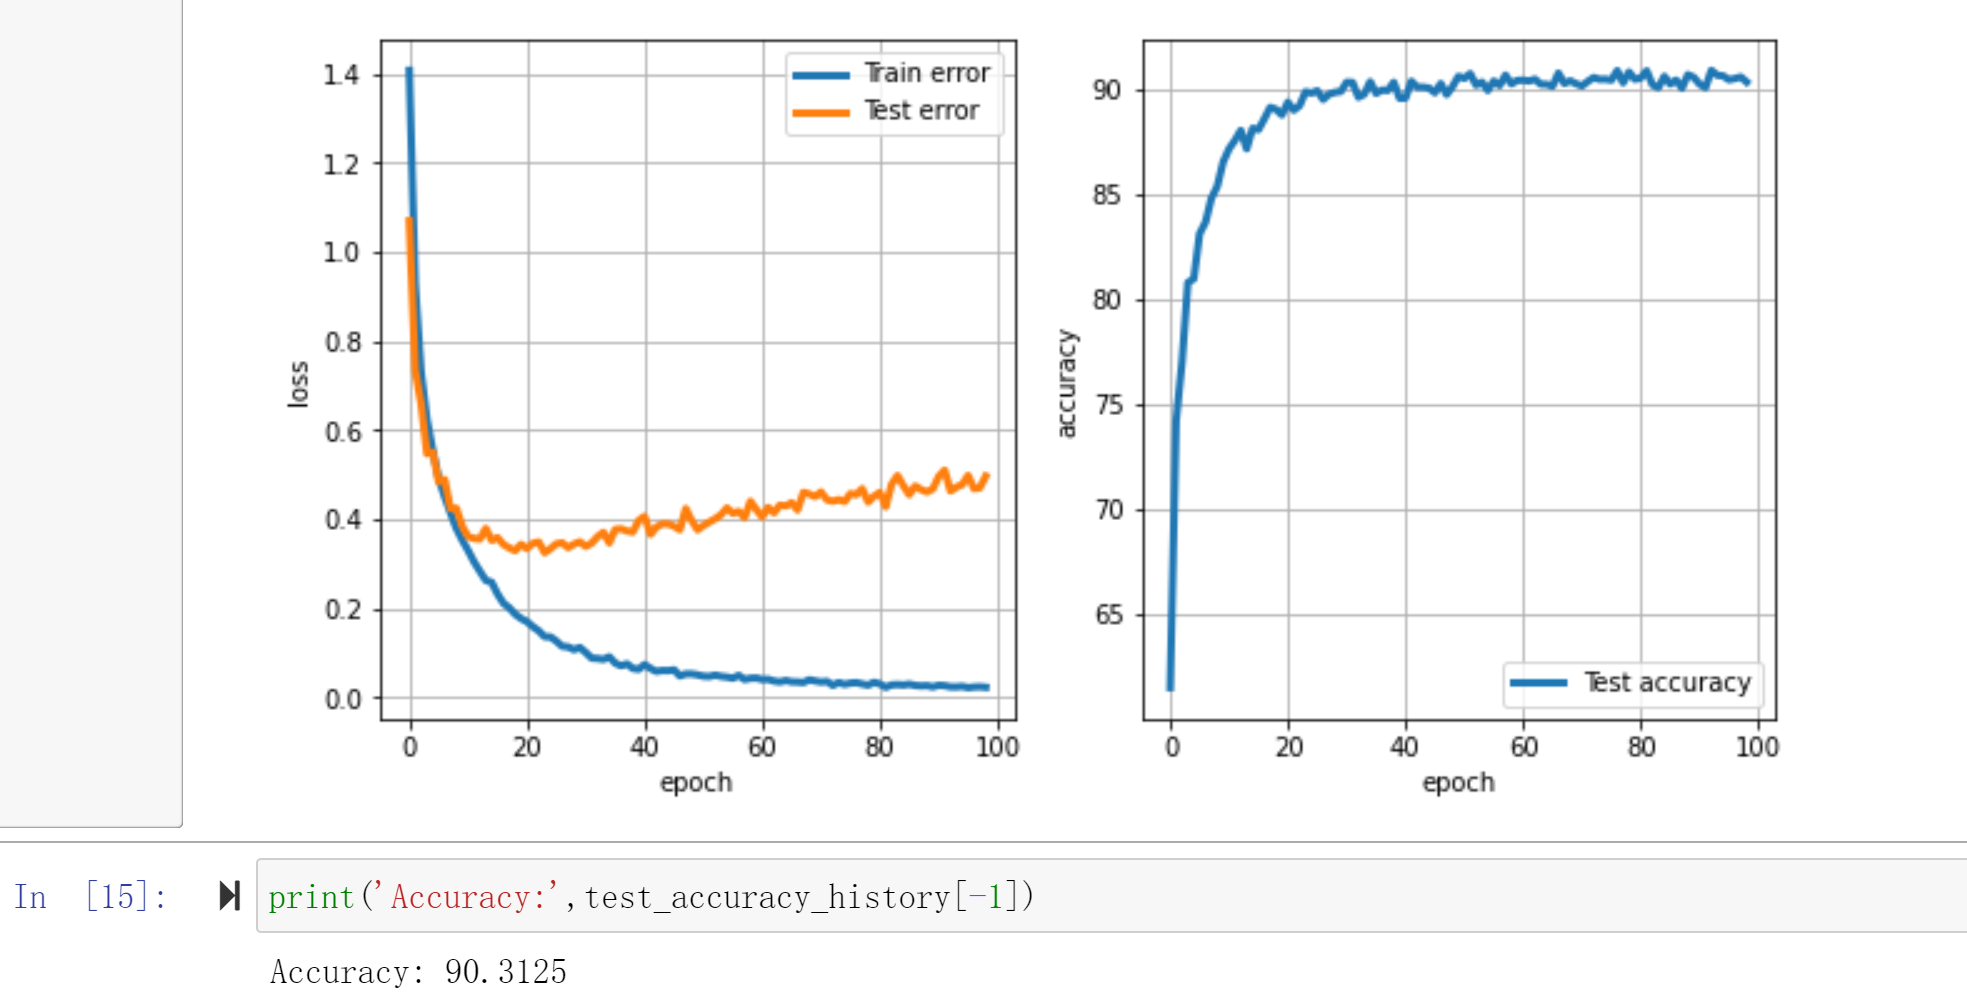 1.4
1.2
1.0
0.8
0.6
0.4
0.2
0.0
loss
0 20 40 60 80 100
epoch
Train error
Test error
90
85
80
75
70
65
accuracy
0 20 40 60 80 100
epoch
Test accuracy
In [15]: print('Accuracy:',test_accuracy_history[-1])
Accuracy: 90.3125